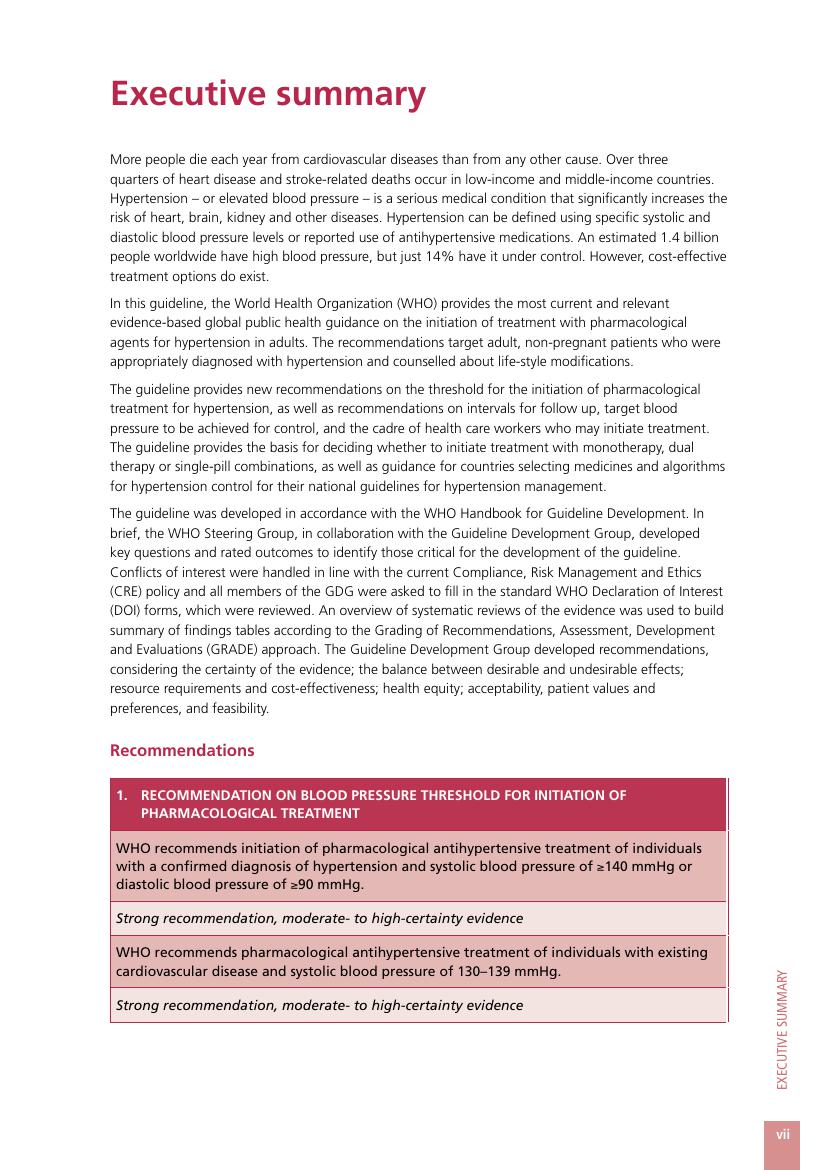 Executive summary
More people die each year from cardiovascular diseases than from any other cause. Over three
quarters of heart disease and stroke-related deaths occur in low-income and middle-income countries.
Hypertension – or elevated blood pressure – is a serious medical condition that significantly increases the
risk of heart, brain, kidney and other diseases. Hypertension can be defined using specific systolic and
diastolic blood pressure levels or reported use of antihypertensive medications. An estimated 1.4 billion
people worldwide have high blood pressure, but just 14% have it under control. However, cost-effective
treatment options do exist.
In this guideline, the World Health Organization (WHO) provides the most current and relevant
evidence-based global public health guidance on the initiation of treatment with pharmacological
agents for hypertension in adults. The recommendations target adult, non-pregnant patients who were
appropriately diagnosed with hypertension and counselled about life-style modifications.
The guideline provides new recommendations on the threshold for the initiation of pharmacological
treatment for hypertension, as well as recommendations on intervals for follow up, target blood
pressure to be achieved for control, and the cadre of health care workers who may initiate treatment.
The guideline provides the basis for deciding whether to initiate treatment with monotherapy, dual
therapy or single-pill combinations, as well as guidance for countries selecting medicines and algorithms
for hypertension control for their national guidelines for hypertension management.
The guideline was developed in accordance with the WHO Handbook for Guideline Development. In
brief, the WHO Steering Group, in collaboration with the Guideline Development Group, developed
key questions and rated outcomes to identify those critical for the development of the guideline.
Conflicts of interest were handled in line with the current Compliance, Risk Management and Ethics
(CRE) policy and all members of the GDG were asked to fill in the standard WHO Declaration of Interest
(DOI) forms, which were reviewed. An overview of systematic reviews of the evidence was used to build
summary of findings tables according to the Grading of Recommendations, Assessment, Development
and Evaluations (GRADE) approach. The Guideline Development Group developed recommendations,
considering the certainty of the evidence; the balance between desirable and undesirable effects;
resource requirements and cost-effectiveness; health equity; acceptability, patient values and
preferences, and feasibility.
Recommendations
1. RECOMMENDATION ON BLOOD PRESSURE THRESHOLD FOR INITIATION OF
PHARMACOLOGICAL TREATMENT
WHO recommends initiation of pharmacological antihypertensive treatment of individuals
with a confirmed diagnosis of hypertension and systolic blood pressure of ≥140 mmHg or
diastolic blood pressure of ≥90 mmHg.
Strong recommendation, moderate- to high-certainty evidence
WHO recommends pharmacological antihypertensive treatment of individuals with existing
cardiovascular disease and systolic blood pressure of 130–139 mmHg.
Strong recommendation, moderate- to high-certainty evidence
EXECUTIVE SUMMARY
vii